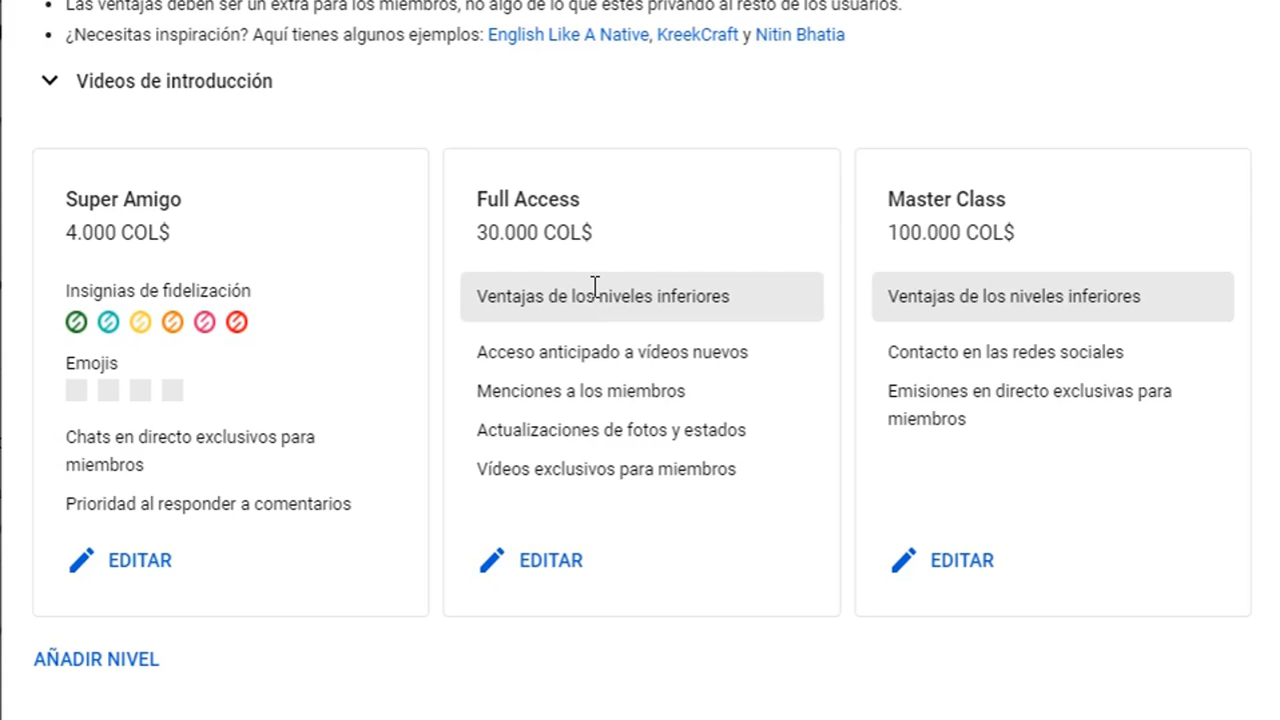 Las ventajas deben ser un extra para los miembros, no algo de lo que estés privando al resto de los usuarios.
¿Necesitas inspiración? Aquí tienes algunos ejemplos: English Like A Native, KreekCraft y Nitin Bhatia
Videos de introducción
Super Amigo
4.000 COL$
Insignias de fidelización
Emojis
Chats en directo exclusivos para
miembros
Prioridad al responder a comentarios
EDITAR
Full Access
30.000 COL$
Ventajas de los niveles inferiores
Acceso anticipado a vídeos nuevos
Menciones a los miembros
Actualizaciones de fotos y estados
Vídeos exclusivos para miembros
EDITAR
Master Class
100.000 COL$
Ventajas de los niveles inferiores
Contacto en las redes sociales
Emisiones en directo exclusivas para
miembros
EDITAR
AÑADIR NIVEL